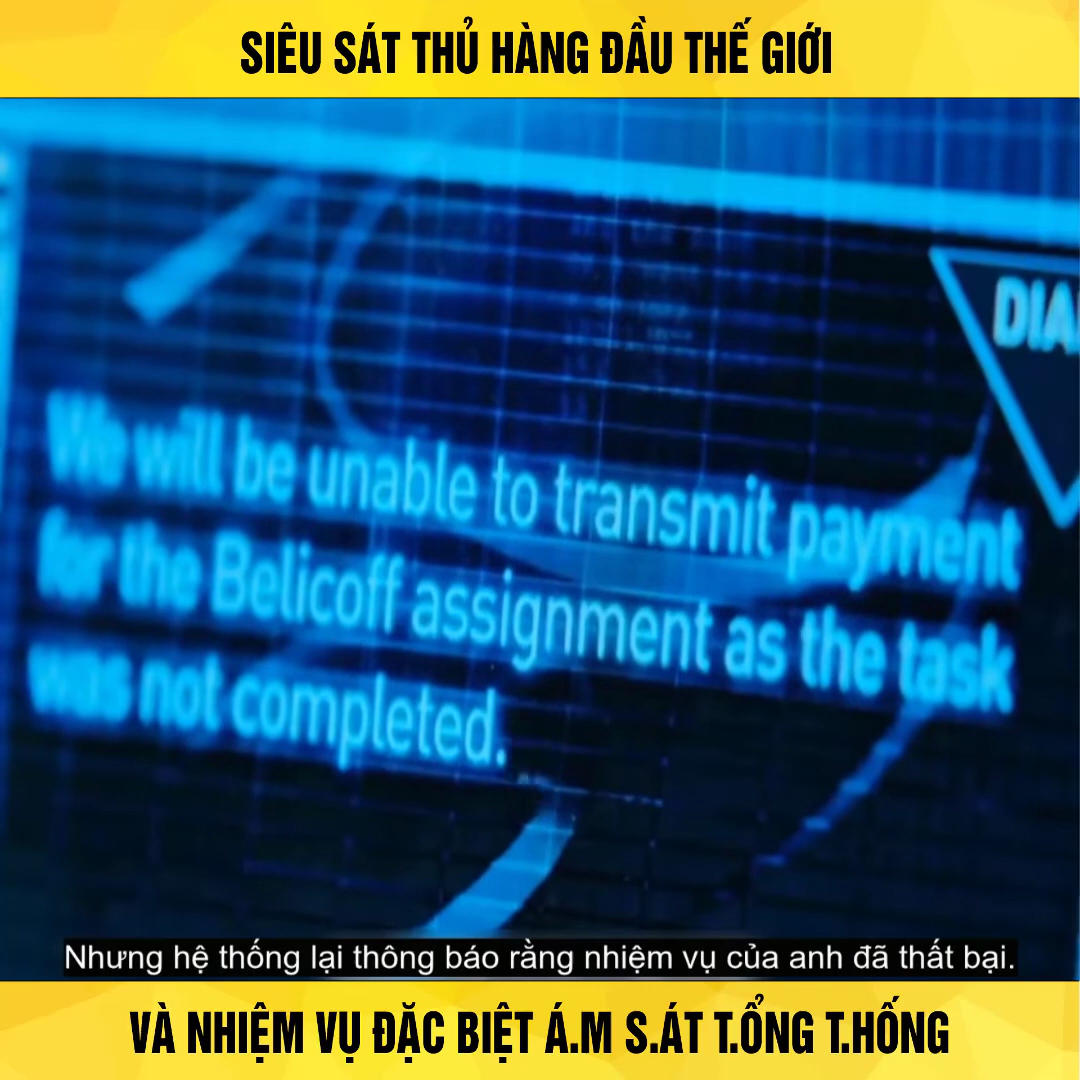 SIÊU SÁT THỦ HÀNG ĐẦU THẾ GIỚI
DIA
We will be unable to transmit payment
for the Belicoff assignment as the task
was not completed.
Nhưng hệ thống lại thông báo rằng nhiệm vụ của anh đã thất bại.
VÀ NHIỆM VỤ ĐẶC BIỆT Á.M S.ÁT T.ỔNG T.HỐNG